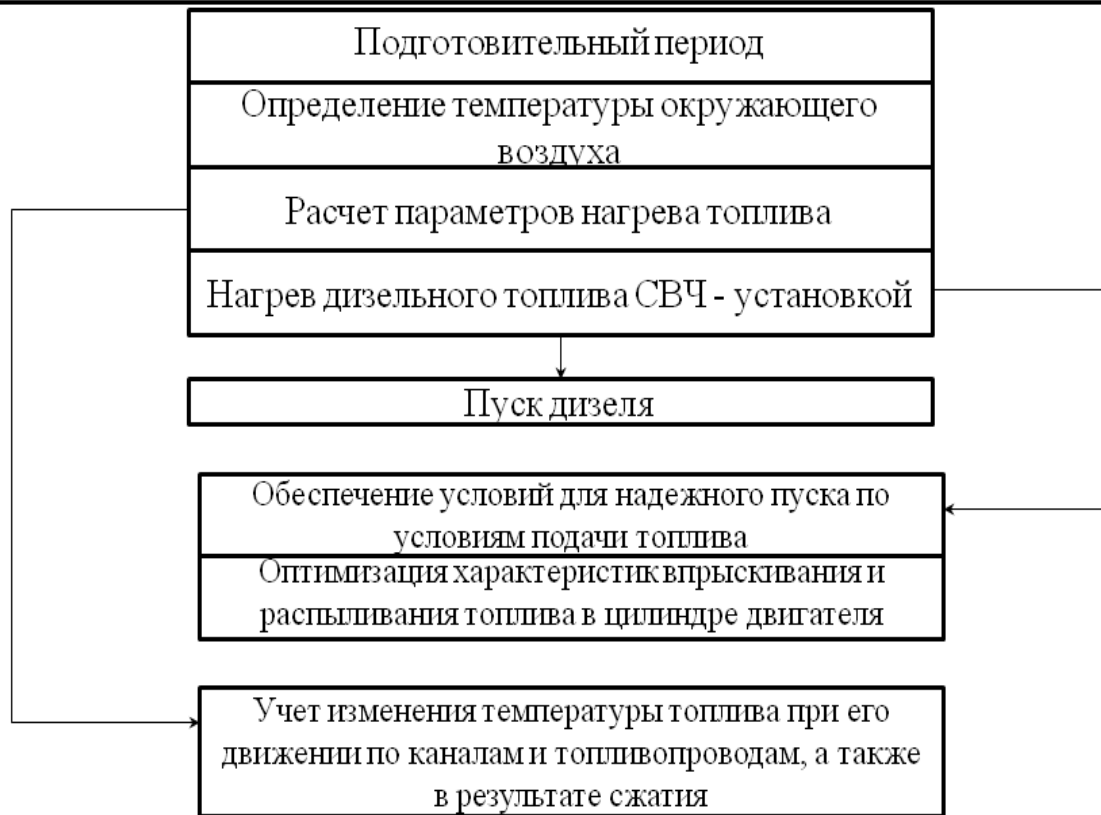 Подготовительный период
Определение температуры окружающего
воздуха
Расчет параметров нагрева топлива
Нагрев дизельного топлива СВЧ - установкой
Пуск дизеля
Обеспечение условий для надежного пуска по
условиям подачи топлива
Оптимизация характеристик впрыскивания и
распыливания топлива в цилиндре двигателя
Учет изменения температуры топлива при его
движении по каналам и топливопроводам, а также
в результате сжатия